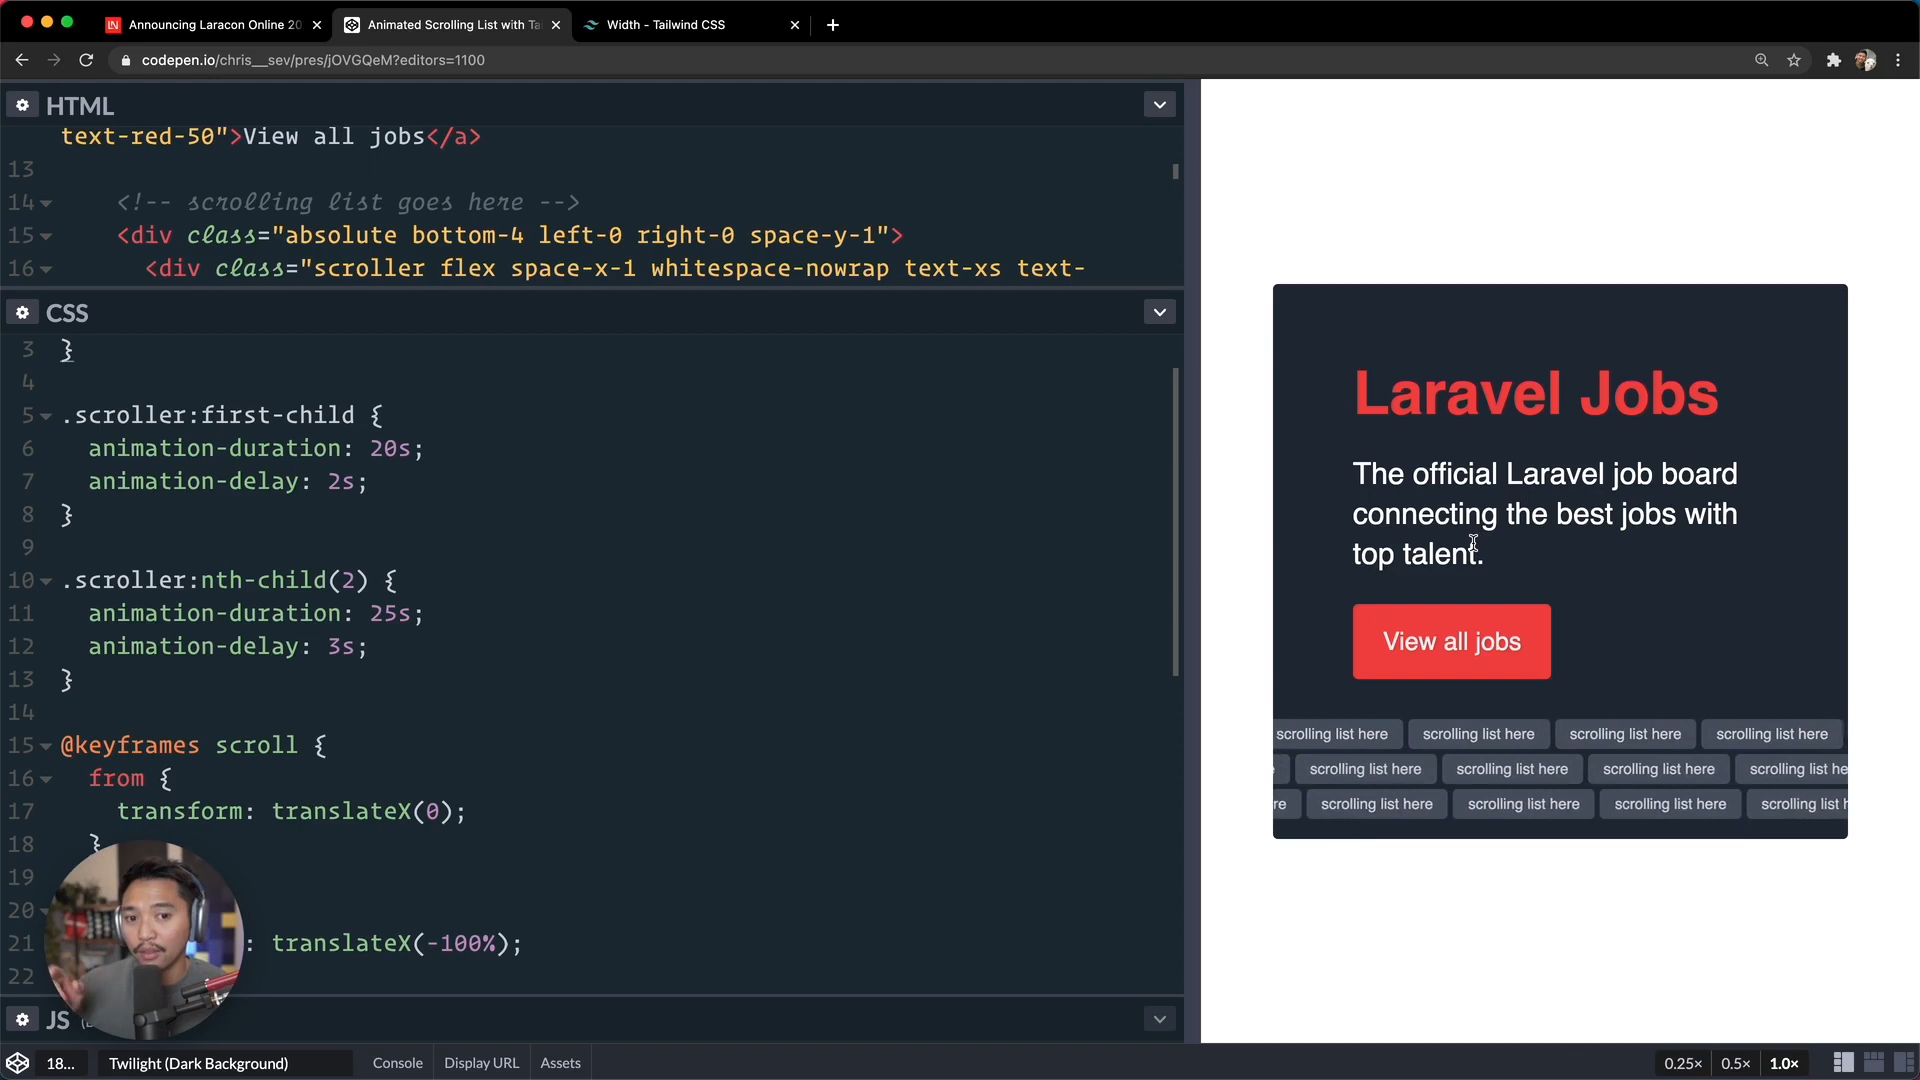 Announcing Laracon Online 20
Animated Scrolling List with Ta
Width - Tailwind CSS
codepen.io/chris__sev/pres/jOVGQeM?editors=1100
HTML
text-red-50">View all jobs</a>
13
14 <!-- scrolling list goes here -->
15 <div class="absolute bottom-4 left-0 right-0 space-y-1">
16 <div class="scroller flex space-x-1 whitespace-nowrap text-xs text-
CSS
3 }
4
5 .scroller:first-child {
6 animation-duration: 20s;
7 animation-delay: 2s;
8 }
9
10 .scroller:nth-child(2) {
11 animation-duration: 25s;
12 animation-delay: 3s;
13 }
14
15 @keyframes scroll {
16 from {
17 transform: translateX(0);
18 }
19
20
21 : translateX(-100%);
22
JS
18...
Twilight (Dark Background)
Console
Display URL
Assets
Laravel Jobs
The official Laravel job board
connecting the best jobs with
top talent.
View all jobs
scrolling list here scrolling list here scrolling list here scrolling list here
scrolling list here scrolling list here scrolling list here scrolling list he
re scrolling list here scrolling list here scrolling list here scrolling list h
0.25× 0.5× 1.0×